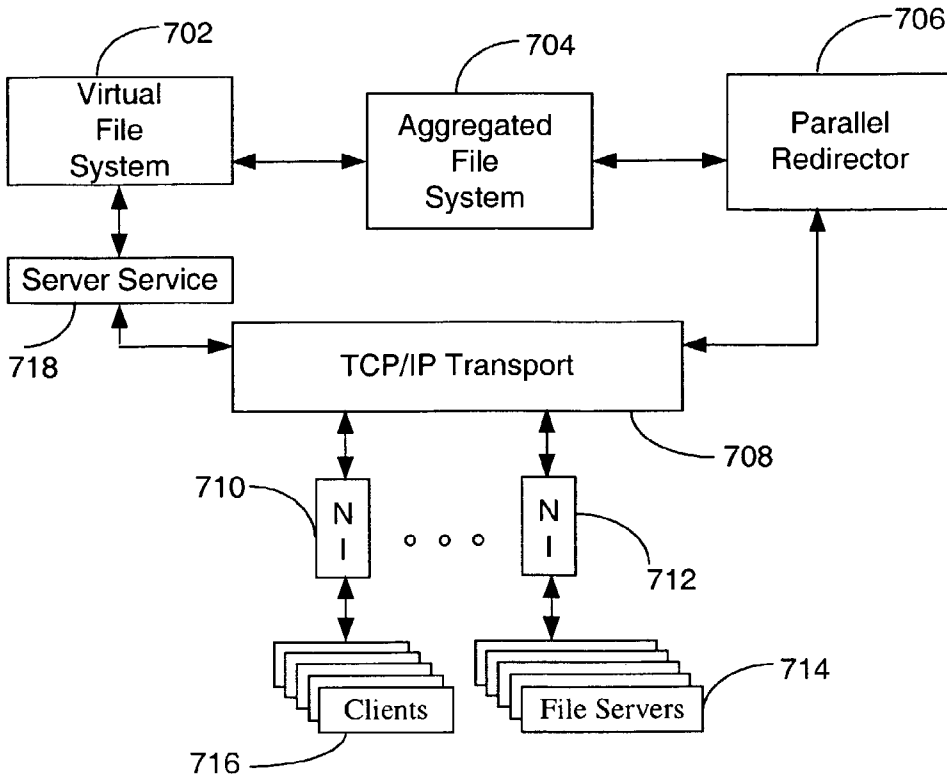 702
704
706
Virtual
File
System
Aggregated
File
System
Parallel
Redirector
Server Service
718
TCP/IP Transport
708
710
N
I
N
I
712
Clients
File Servers
714
716